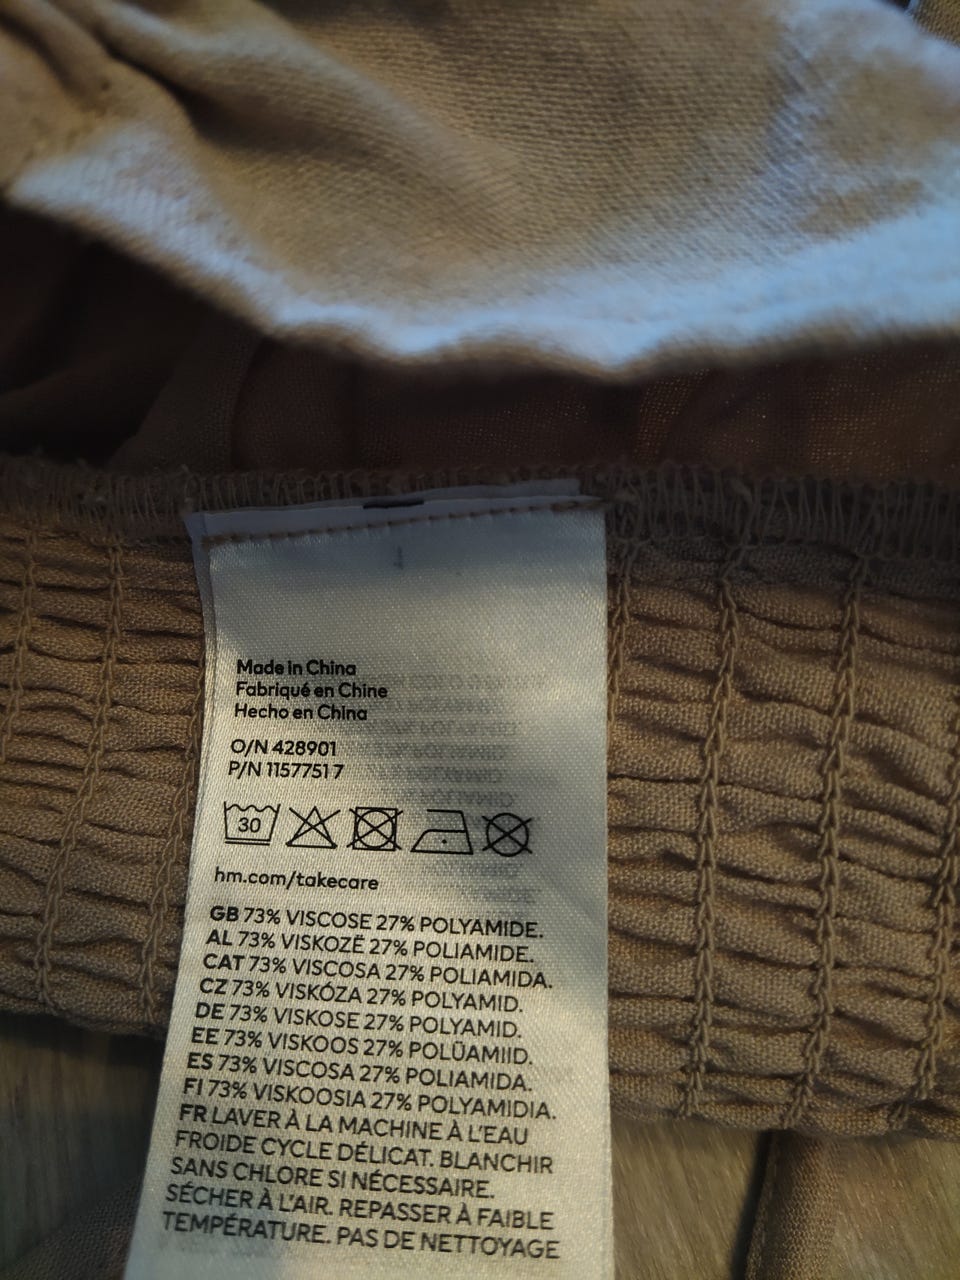 Made in China
Fabriqué en Chine
Hecho en China
O/N 428901
P/N 1157751 7
30
hm.com/takecare
GB 73% VISCOSE 27% POLYAMIDE.
AL 73% VISKOZË 27% POLIAMIDE.
CAT 73% VISCOSA 27% POLIAMIDA.
CZ 73% VISKÓZA 27% POLYAMID.
DE 73% VISKOSE 27% POLYAMID.
EE 73% VISKOOS 27% POLÜAMIID.
ES 73% VISCOSA 27% POLIAMIDA.
FI 73% VISKOOSIA 27% POLYAMIDIA.
FR LAVER À LA MACHINE À L'EAU
FROIDE CYCLE DÉLICAT. BLANCHIR
SANS CHLORE SI NÉCESSAIRE.
SÉCHER À L'AIR. REPASSER À FAIBLE
TEMPÉRATURE. PAS DE NETTOYAGE